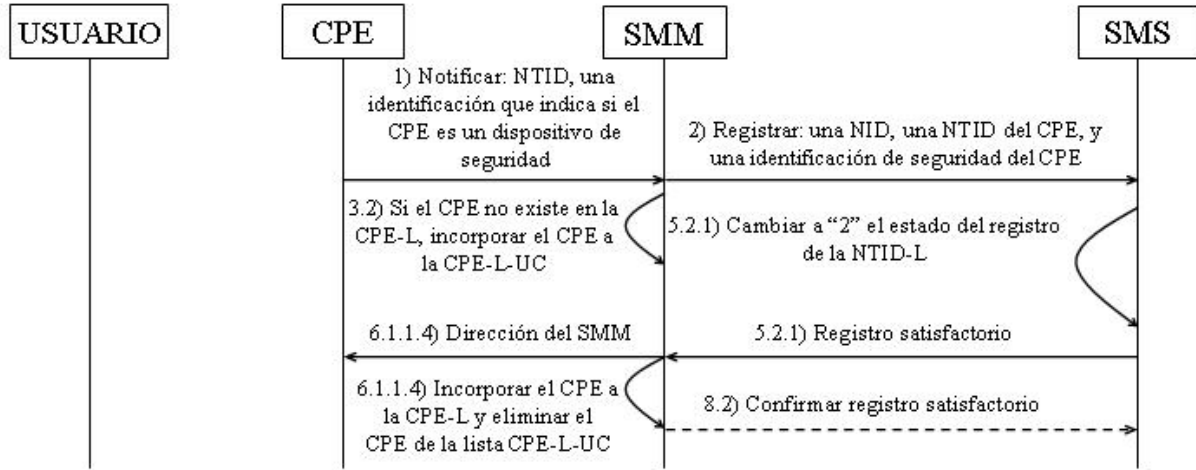 USUARIO
CPE
SMM
SMS
1) Notificar: NTID, una
identificación que indica si el
CPE es un dispositivo de
seguridad
2) Registrar: una NID, una NTID del CPE, y
una identificación de seguridad del CPE
3.2) Si el CPE no existe en la
CPE-L, incorporar el CPE a
la CPE-L-UC
5.2.1) Cambiar a “2” el estado del registro
de la NTID-L
6.1.1.4) Dirección del SMM
5.2.1) Registro satisfactorio
6.1.1.4) Incorporar el CPE a
la CPE-L y eliminar el
CPE de la lista CPE-L-UC
8.2) Confirmar registro satisfactorio